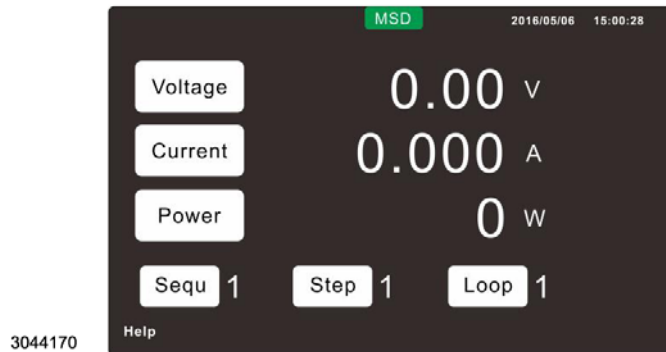 MSD 2016/05/06 15:00:28
Voltage 0.00 V
Current 0.000 A
Power 0 W
Sequ 1 Step 1 Loop 1
Help
3044170